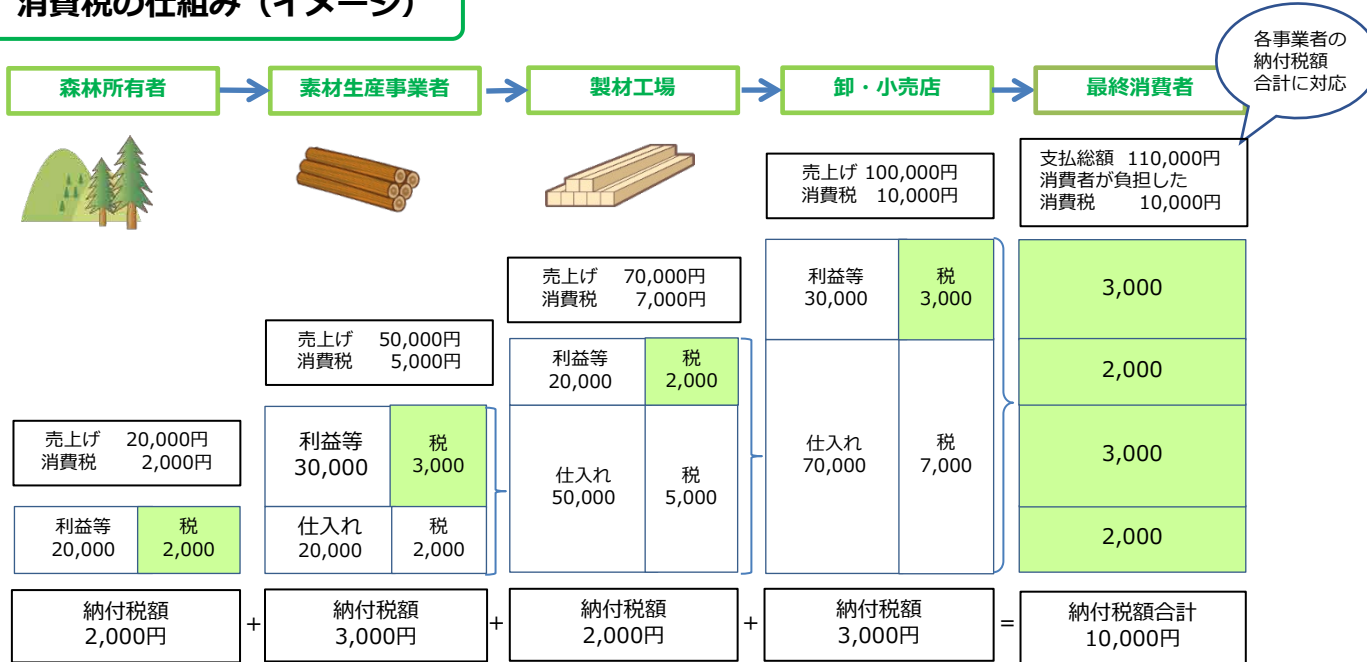 消費税の仕組み（イメージ）
各事業者の
納付税額
合計に対応
森林所有者
素材生産事業者
製材工場
卸・小売店
最終消費者
売上げ 20,000円
消費税 2,000円
利益等
20,000
税
2,000
納付税額
2,000円
+
売上げ 50,000円
消費税 5,000円
利益等
30,000
税
3,000
仕入れ
20,000
税
2,000
納付税額
3,000円
+
売上げ 70,000円
消費税 7,000円
利益等
20,000
税
2,000
仕入れ
50,000
税
5,000
納付税額
2,000円
+
売上げ 100,000円
消費税 10,000円
利益等
30,000
税
3,000
仕入れ
70,000
税
7,000
納付税額
3,000円
=
支払総額 110,000円
消費者が負担した
消費税 10,000円
3,000
2,000
3,000
2,000
納付税額合計
10,000円